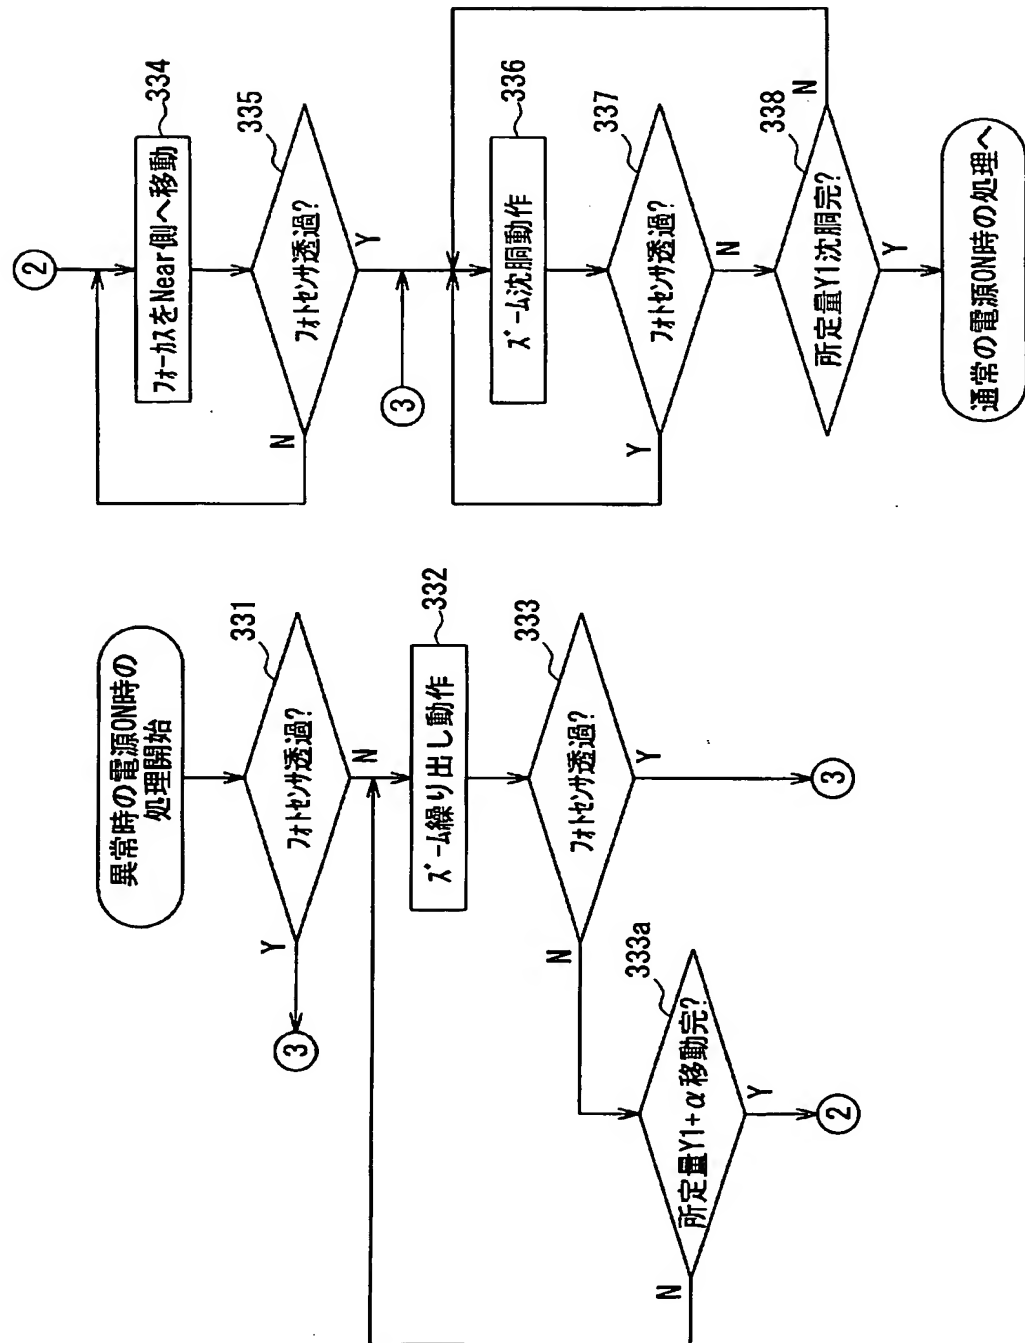 異常時の電源ON時の
処理開始
331
フォトセンサ透過?
Y
N
3
332
ズーム繰り出し動作
333
フォトセンサ透過?
N
Y
3
333a
所定量Y1+α移動完?
N
Y
2
2
334
フォーカスをNear側へ移動
335
フォトセンサ透過?
N
Y
3
336
ズーム沈胴動作
337
フォトセンサ透過?
Y
N
338
所定量Y1沈胴完?
N
Y
通常の電源ON時の処理へ